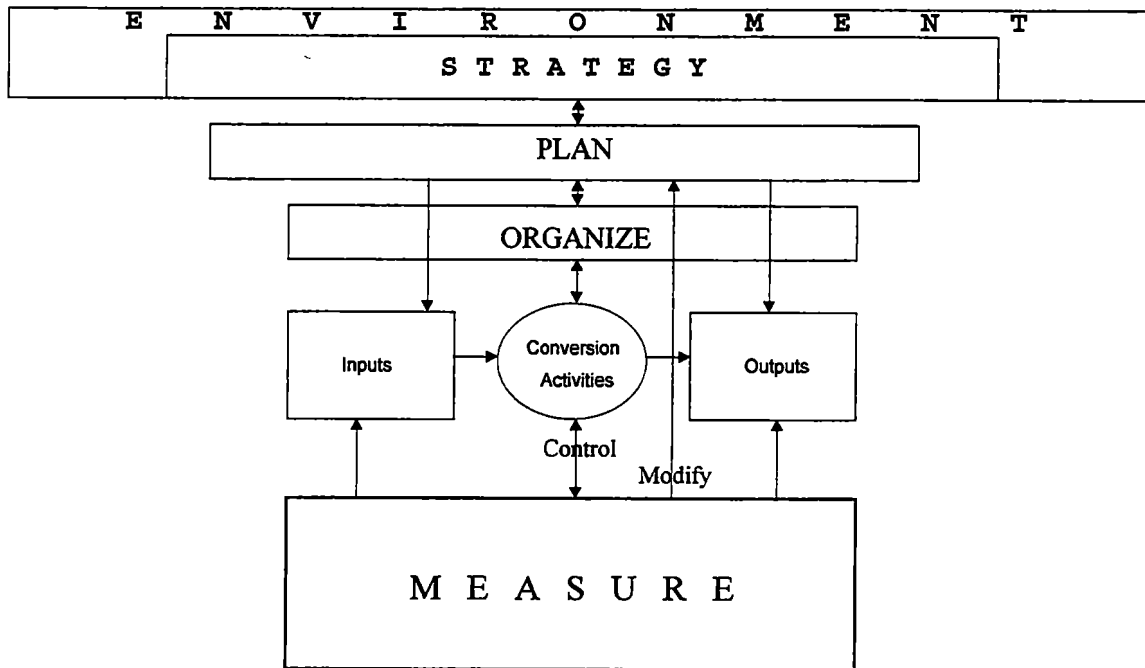 E N V I R O N M E N T
S T R A T E G Y
PLAN
ORGANIZE
Inputs
Conversion
Activities
Outputs
Control
Modify
M E A S U R E